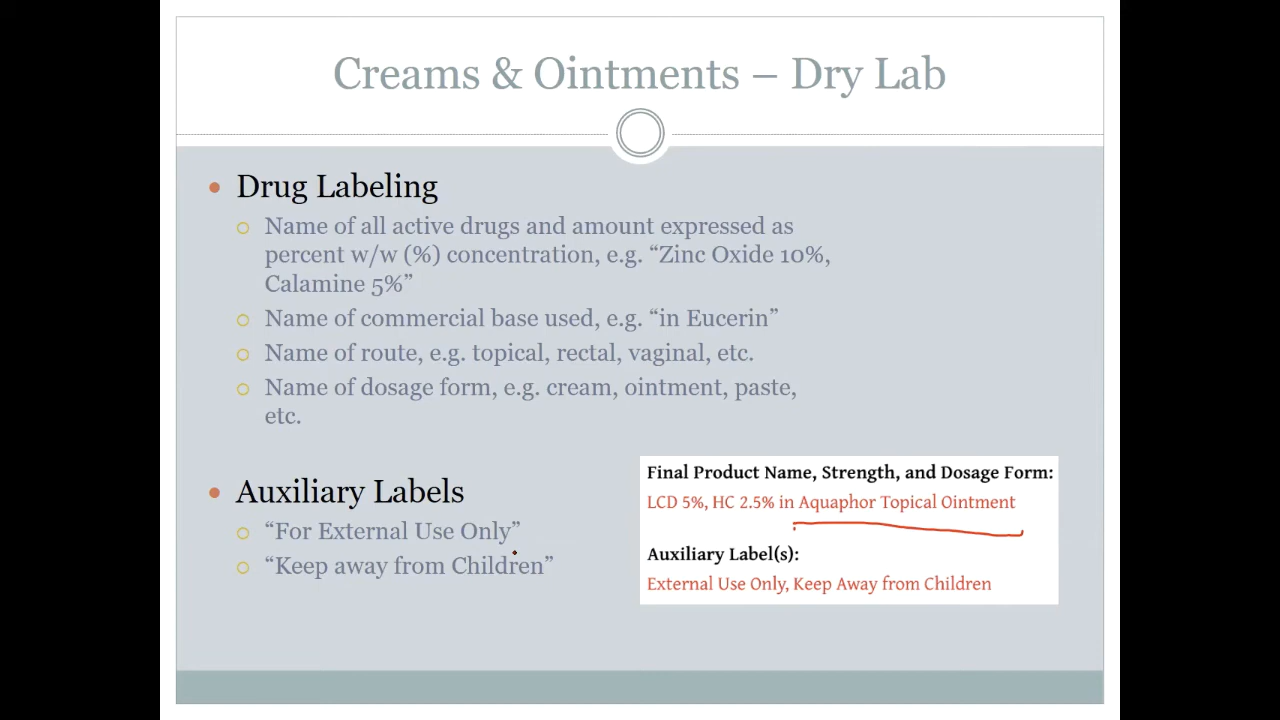 Creams & Ointments – Dry Lab
Drug Labeling
Name of all active drugs and amount expressed as
percent w/w (%) concentration, e.g. “Zinc Oxide 10%,
Calamine 5%”
Name of commercial base used, e.g. “in Eucerin”
Name of route, e.g. topical, rectal, vaginal, etc.
Name of dosage form, e.g. cream, ointment, paste,
etc.
Auxiliary Labels
“For External Use Only”
“Keep away from Children”
Final Product Name, Strength, and Dosage Form:
LCD 5%, HC 2.5% in Aquaphor Topical Ointment
Auxiliary Label(s):
External Use Only, Keep Away from Children